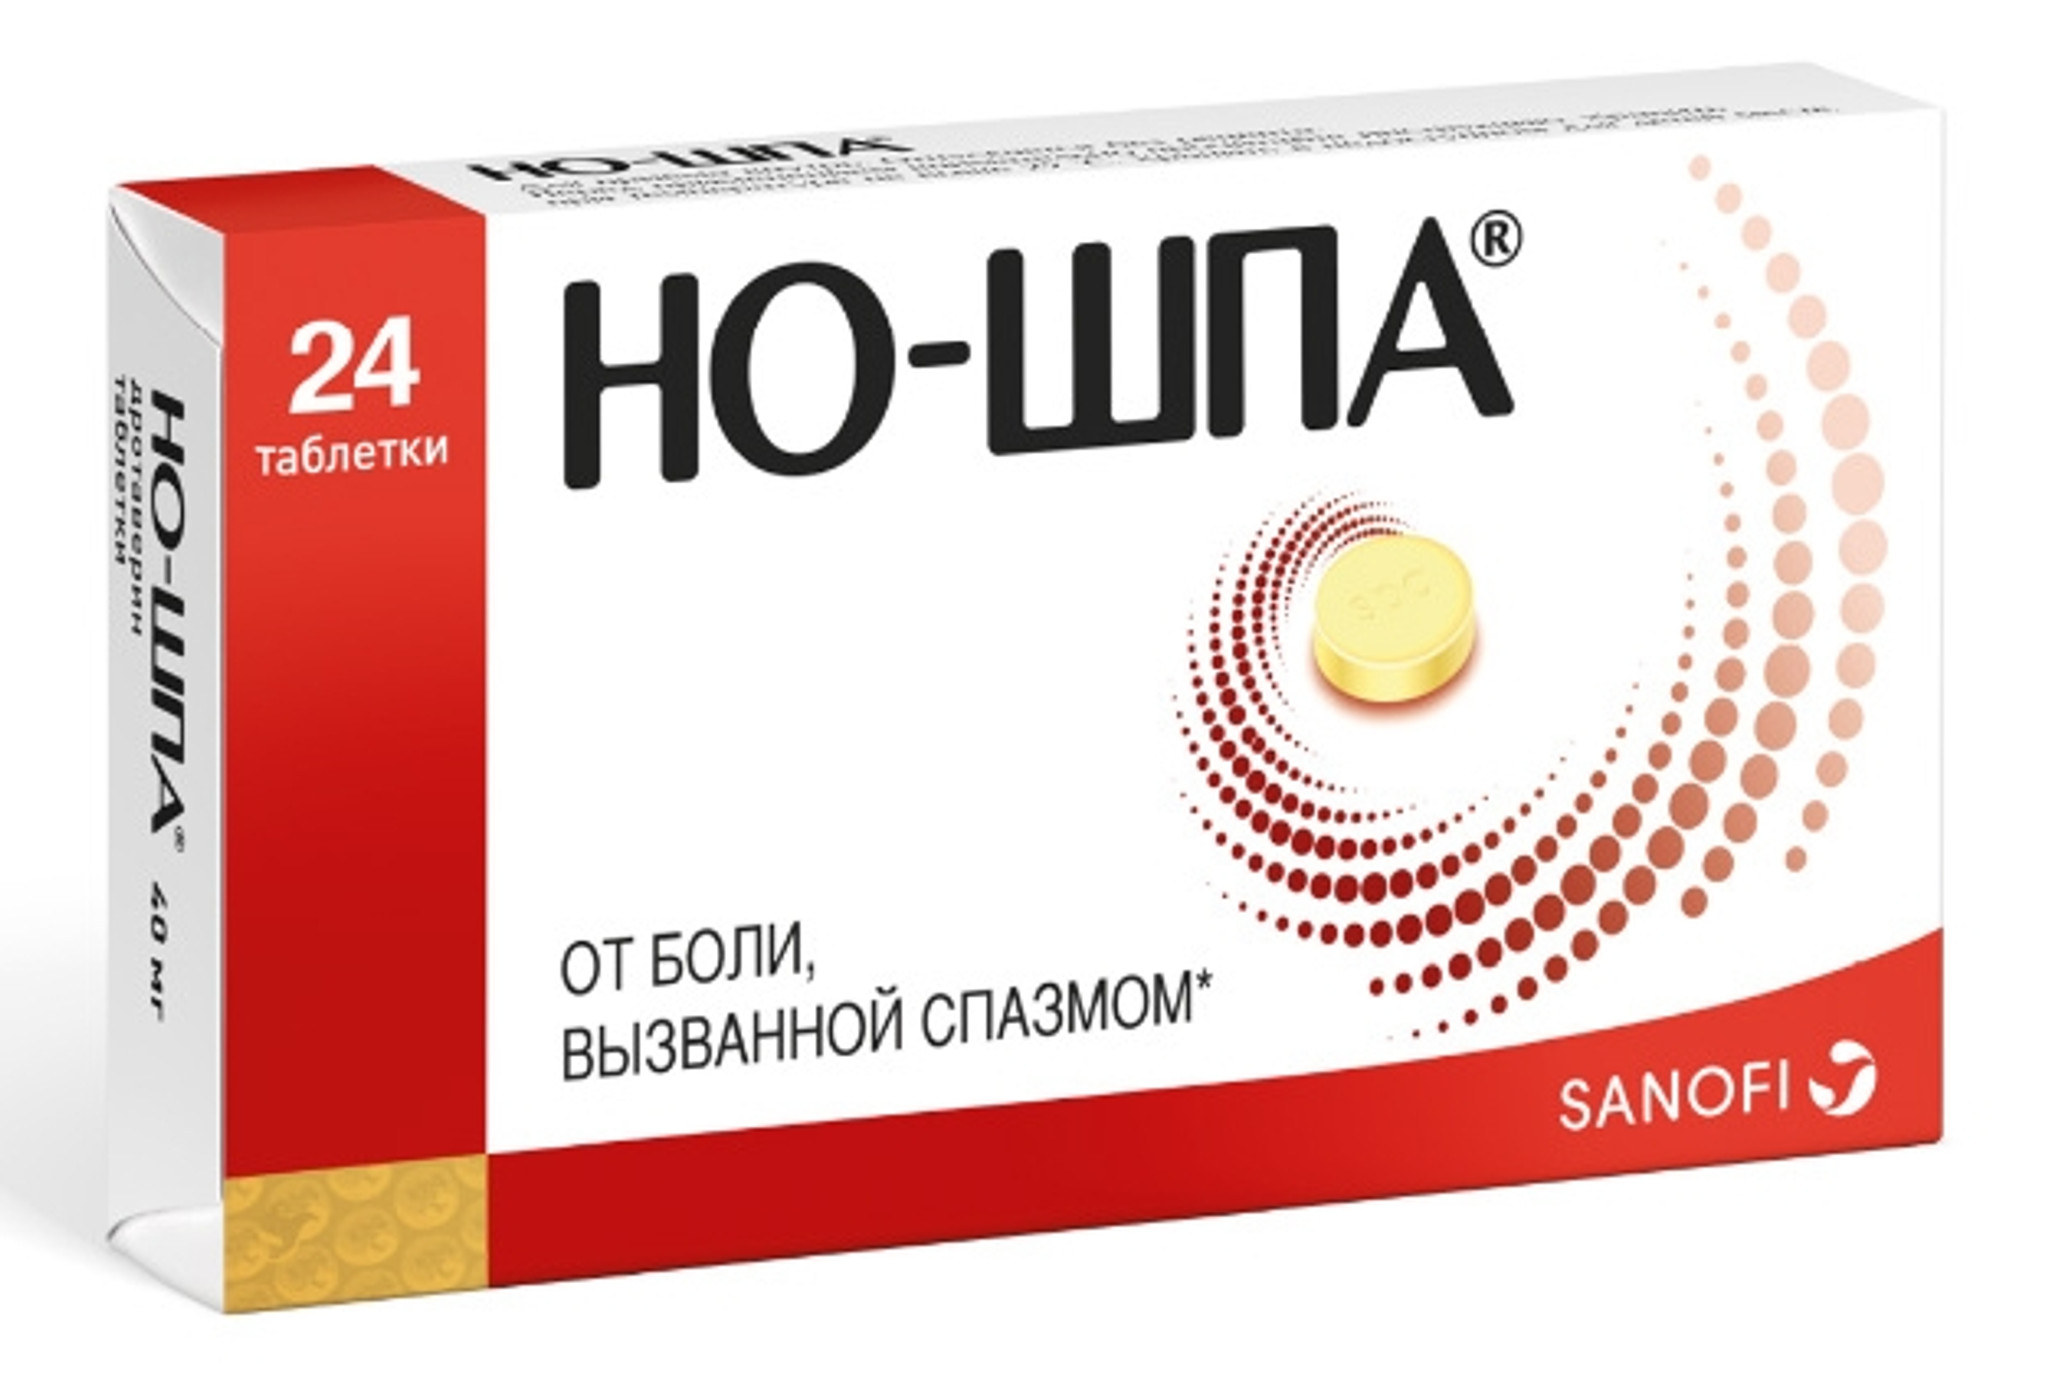 НО-ШПА®
24
таблетки
НО-ШПА®
ОТ БОЛИ,
ВЫЗВАННОЙ СПАЗМОМ*
SANOFI
НО-ШПА® 40 мг
дротаверин
таблетки